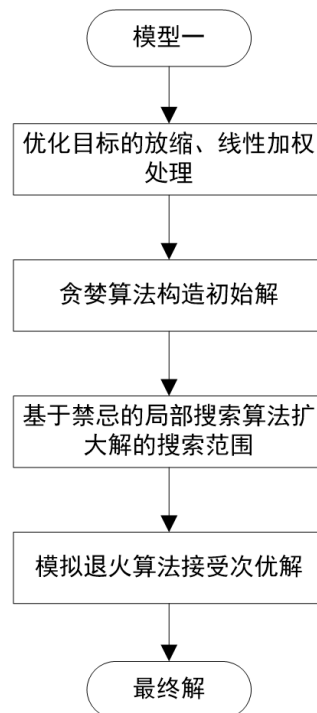 模型一
优化目标的放缩、线性加权
处理
贪婪算法构造初始解
基于禁忌的局部搜索算法扩
大解的搜索范围
模拟退火算法接受次优解
最终解